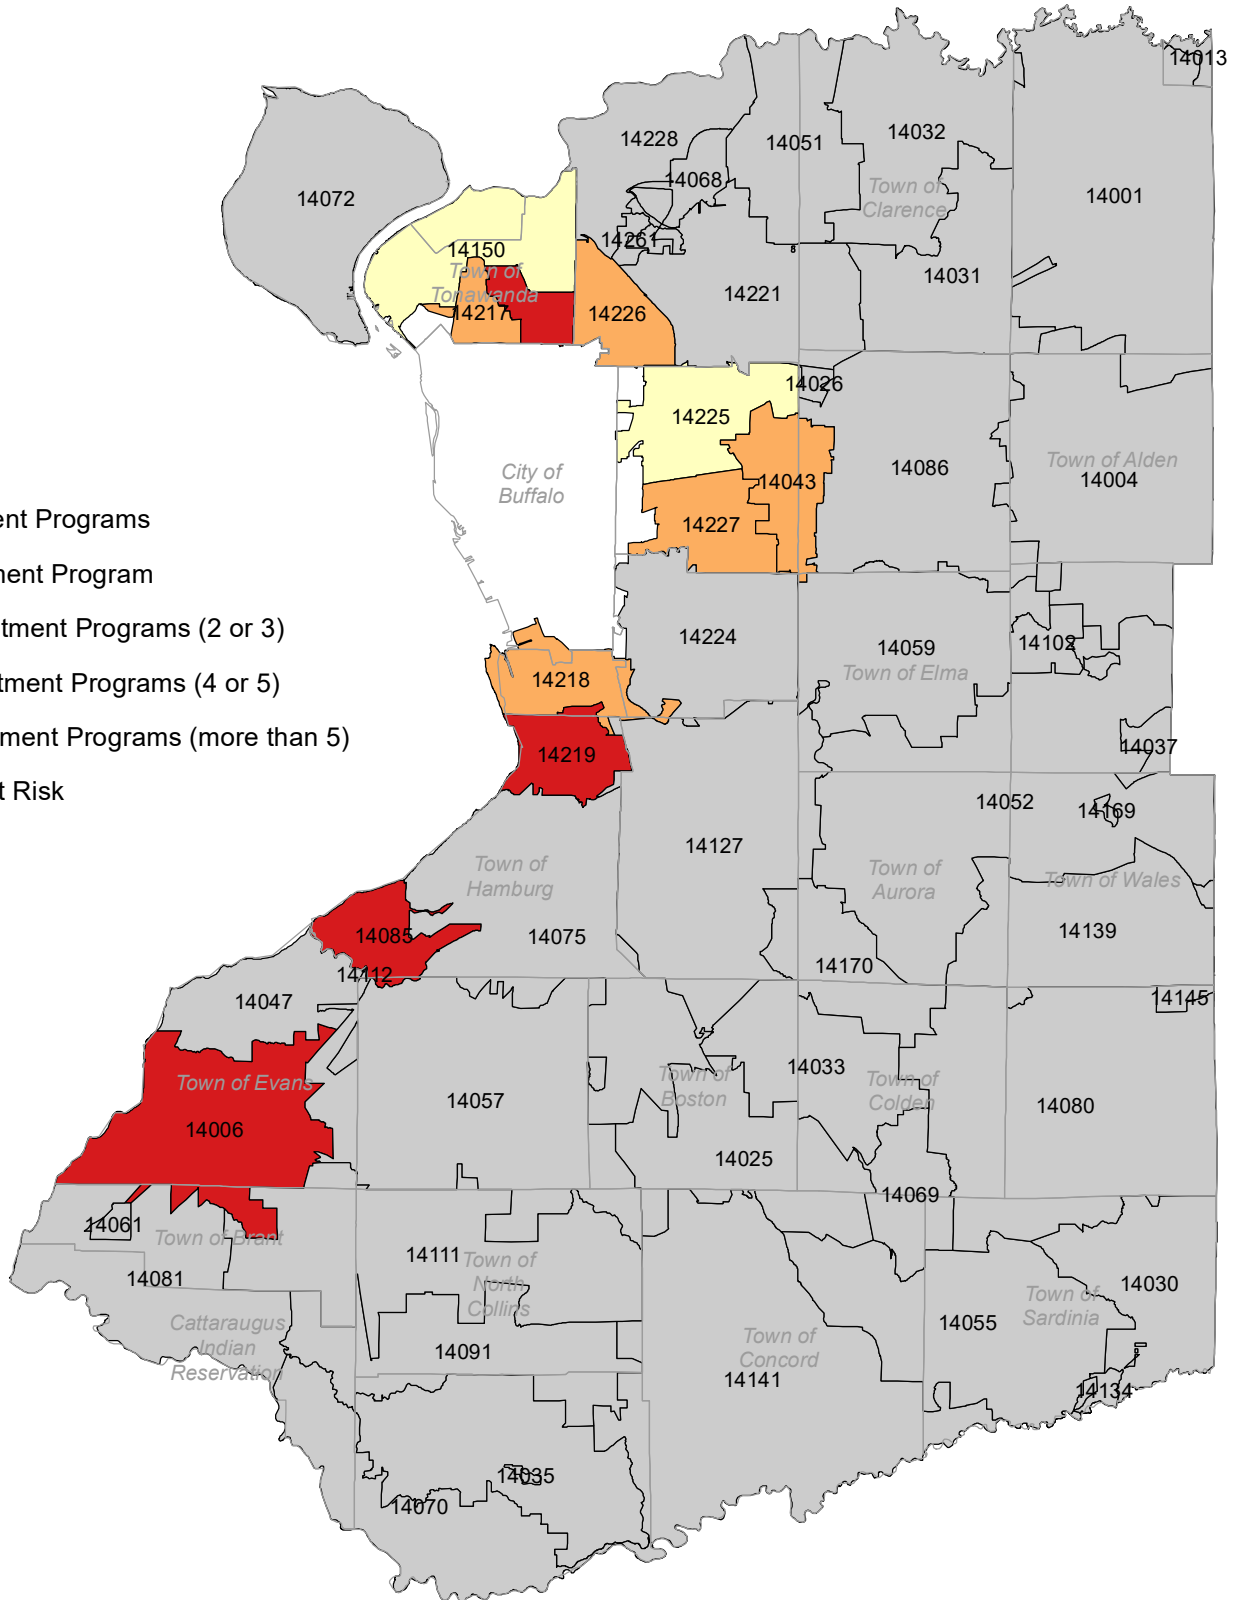 14013
14032
14228
14051
14068
14072
Town of
Clarence
14001
14261
14150
Town of
Tonawanda
14031
14221
14217
14226
14026
14225
City of
Buffalo
14086
Town of Alden
14004
14043
14227
ent Programs
ment Program
tment Programs (2 or 3)
tment Programs (4 or 5)
ment Programs (more than 5)
t Risk
14224
14059
Town of Elma
14102
14218
14219
14037
14052
14169
14127
Town of
Hamburg
Town of
Aurora
Town of Wales
14085
14075
14139
14112
14170
14047
14145
Town of Evans
14006
14057
Town of
Boston
14033
Town of
Colden
14080
14025
14069
14061
Town of Brant
14081
14111
Town of
North
Collins
14030
Town of
Sardinia
14055
Cattaraugus
Indian
Reservation
14091
Town of
Concord
14141
14134
14035
14070